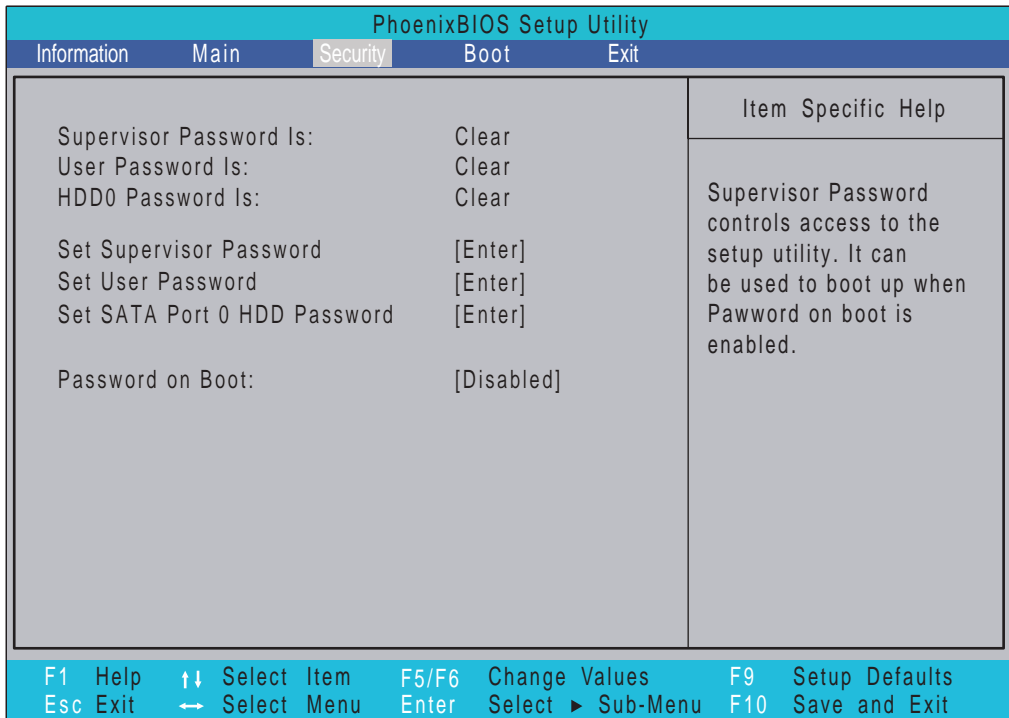 PhoenixBIOS Setup Utility
Information Main Security Boot Exit
Supervisor Password Is: Clear
User Password Is: Clear
HDD0 Password Is: Clear
Set Supervisor Password [Enter]
Set User Password [Enter]
Set SATA Port 0 HDD Password [Enter]
Password on Boot: [Disabled]
Item Specific Help
Supervisor Password
controls access to the
setup utility. It can
be used to boot up when
Pawword on boot is
enabled.
F1 Help ↑↓ Select Item F5/F6 Change Values F9 Setup Defaults
Esc Exit ↔ Select Menu Enter Select ► Sub-Menu F10 Save and Exit